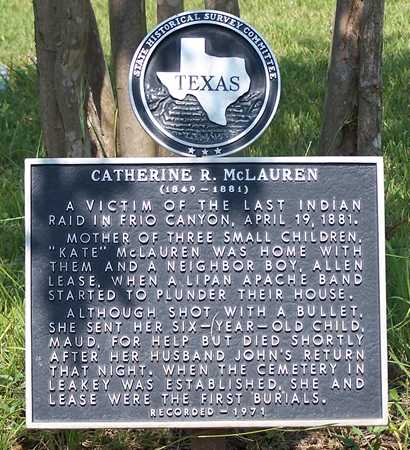 STATE HISTORICAL SURVEY COMMITTEE
TEXAS
CATHERINE R. McLAUREN
(1849-1881)
A VICTIM OF THE LAST INDIAN
RAID IN FRIO CANYON, APRIL 19, 1881.
MOTHER OF THREE SMALL CHILDREN,
"KATE" McLAUREN WAS HOME WITH
THEM AND A NEIGHBOR BOY, ALLEN
LEASE, WHEN A LIPAN APACHE BAND
STARTED TO PLUNDER THEIR HOUSE.
ALTHOUGH SHOT WITH A BULLET,
SHE SENT HER SIX-YEAR-OLD CHILD,
MAUD, FOR HELP BUT DIED SHORTLY
AFTER HER HUSBAND JOHN'S RETURN
THAT NIGHT. WHEN THE CEMETERY IN
LEAKEY WAS ESTABLISHED, SHE AND
LEASE WERE THE FIRST BURIALS.
RECORDED-1971